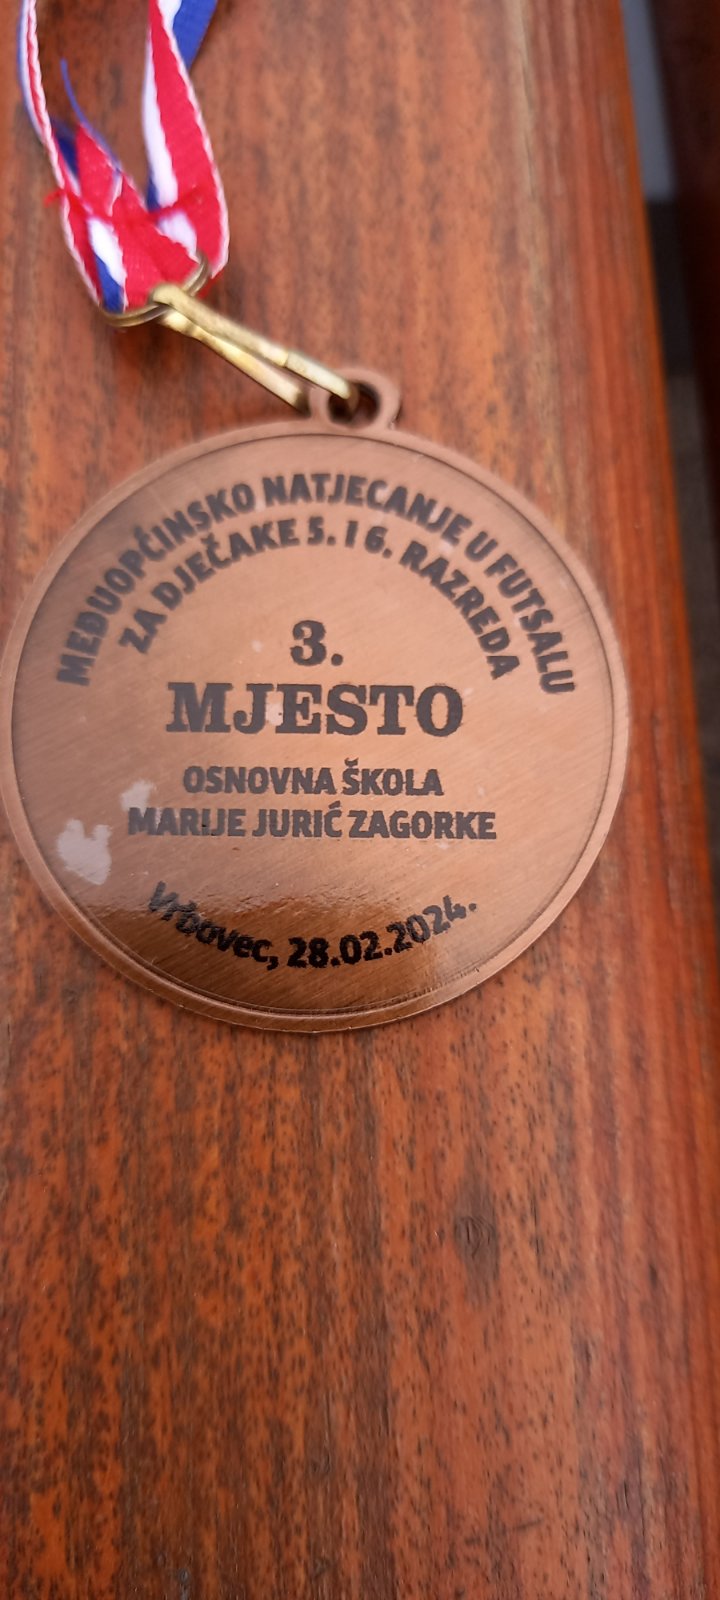 MEĐUOPĆINSKO NATJECANJE U FUTSALU
ZA DJEČAKE 5. I 6. RAZREDA
3.
MJESTO
OSNOVNA ŠKOLA
MARIJE JURIĆ ZAGORKE
Vrbovec, 28.02.2024.